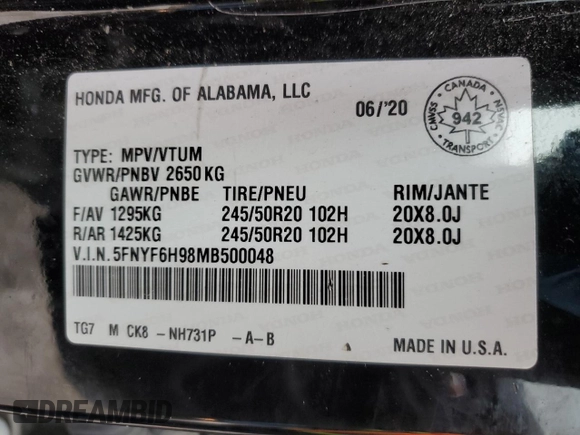 HONDA MFG. OF ALABAMA, LLC
06/'20
CANADA
CMVSS
NSVAC
942
TRANSPORT
TYPE: MPV/VTUM
GVWR/PNBV 2650 KG
GAWR/PNBE TIRE/PNEU RIM/JANTE
F/AV 1295KG 245/50R20 102H 20X8.0J
R/AR 1425KG 245/50R20 102H 20X8.0J
V.I.N. 5FNYF6H98MB500048
TG7 M CK8 - NH731P - A - B
MADE IN U.S.A.
DREAMBID